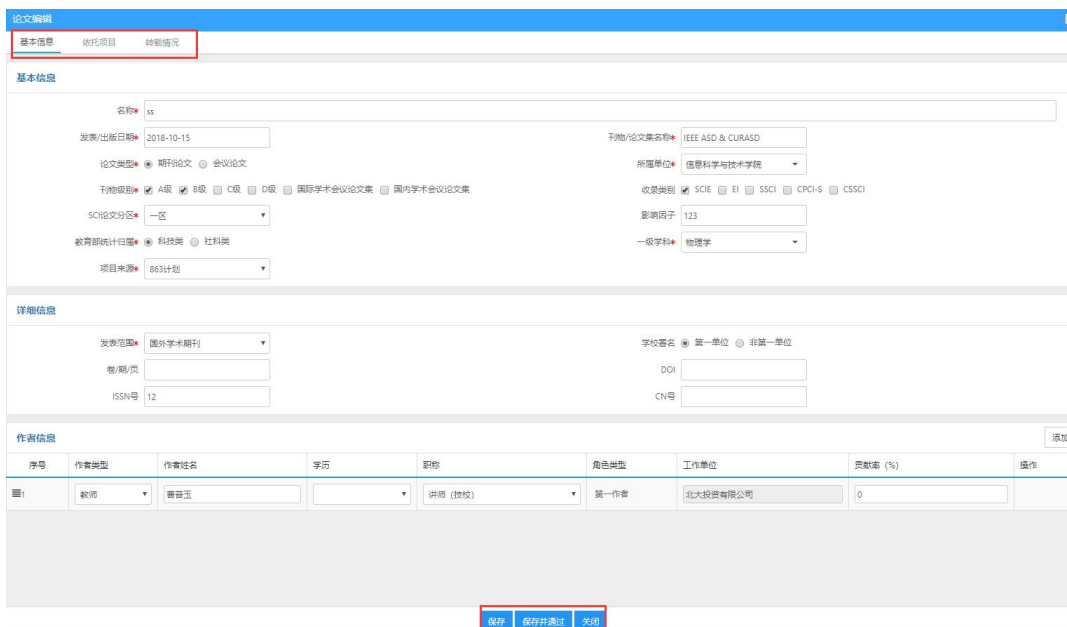 论文编辑
基本信息 依托项目 转载情况
基本信息
名称* ss
发表/出版日期* 2018-10-15 刊物/论文集名称* IEEE ASD & CURASD
论文类型* 期刊论文 会议论文 所属单位* 信息科学与技术学院
刊物级别* A级 B级 C级 D级 国际学术会议论文集 国内学术会议论文集 收录类别 SCIE EI SSCI CPCI-S CSSCI
SCI论文分区* 一区 影响因子 123
教育部统计归属* 科技类 社科类 一级学科* 物理学
项目来源* 863计划
详细信息
发表范围* 国外学术期刊 学校署名 第一单位 非第一单位
卷/期/页 DOI
ISSN号 12 CN号
作者信息 添加
序号 作者类型 作者姓名 学历 职称 角色类型 工作单位 贡献率（%） 操作
1 教师 曹菩玉 讲师（技校） 第一作者 北大投资有限公司 0
保存 保存并通过 关闭